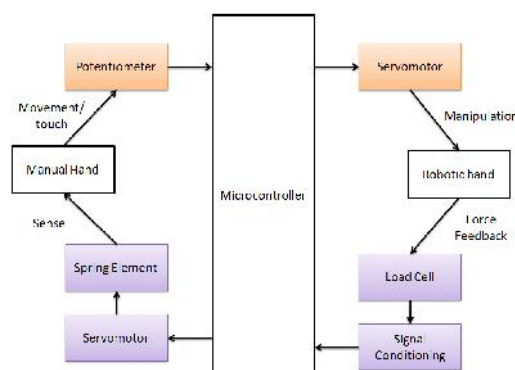 Potentiometer
Servomotor
Movement/
touch
Manipulation
Manual Hand
Microcontroller
Robotic hand
Sense
Force
Feedback
Spring Element
Load Cell
Servomotor
Signal
Conditioning